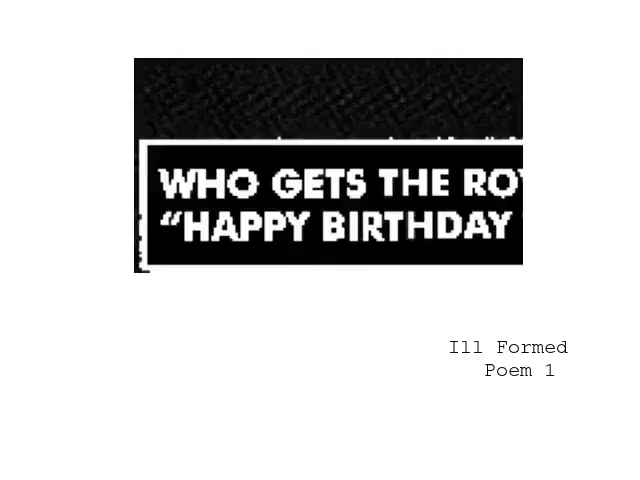 WHO GETS THE
“HAPPY BIRTHDAY
Ill Formed
Poem 1